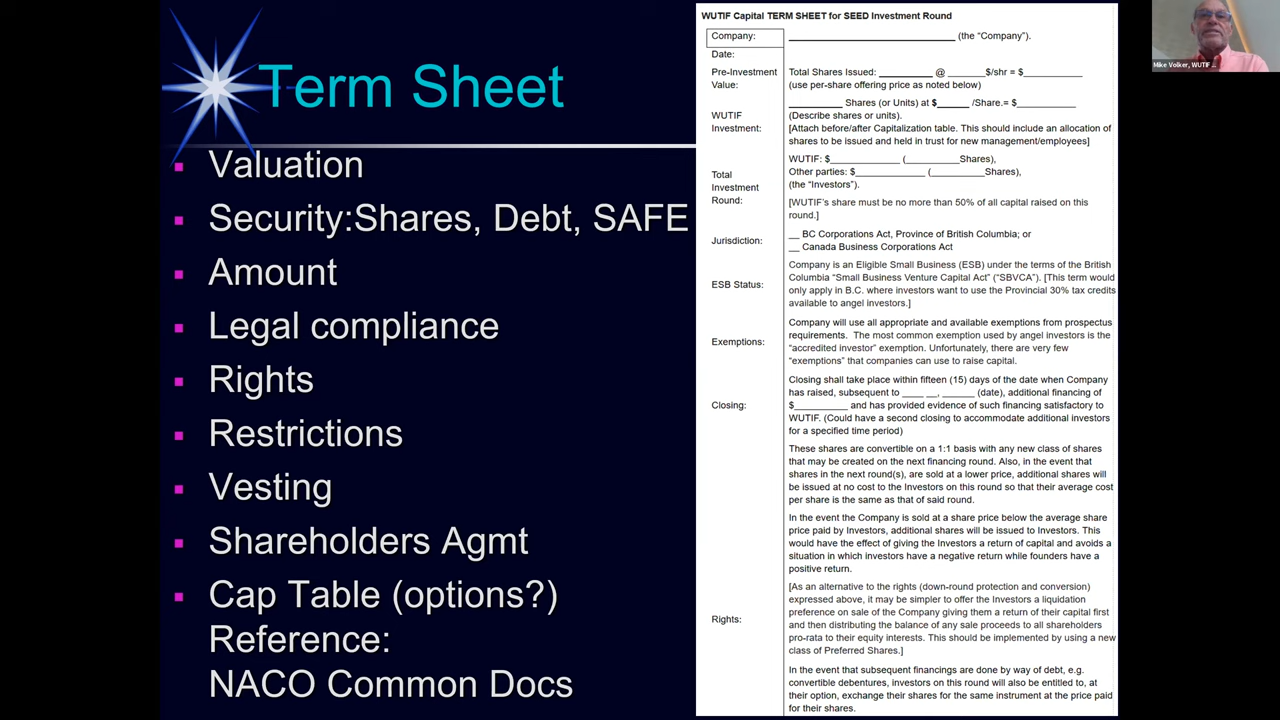 Term Sheet
Valuation
Security:Shares, Debt, SAFE
Amount
Legal compliance
Rights
Restrictions
Vesting
Shareholders Agmt
Cap Table (options?)
Reference:
NACO Common Docs
WUTIF Capital TERM SHEET for SEED Investment Round
Company: (the “Company”).
Date:
Pre-Investment Value:
Total Shares Issued: ________ @ ______$/shr = $_________
(use per-share offering price as noted below)
WUTIF Investment:
________ Shares (or Units) at $_____ /Share.= $_________
(Describe shares or units).
[Attach before/after Capitalization table. This should include an allocation of
shares to be issued and held in trust for new management/employees]
Total Investment Round:
WUTIF: $___________ (_________Shares),
Other parties: $___________ (_________Shares),
(the “Investors”).
[WUTIF’s share must be no more than 50% of all capital raised on this
round.]
Jurisdiction:
__ BC Corporations Act, Province of British Columbia; or
__ Canada Business Corporations Act
ESB Status:
Company is an Eligible Small Business (ESB) under the terms of the British
Columbia “Small Business Venture Capital Act” (“SBVCA”). [This term would
only apply in B.C. where investors want to use the Provincial 30% tax credits
available to angel investors.]
Exemptions:
Company will use all appropriate and available exemptions from prospectus
requirements. The most common exemption used by angel investors is the
“accredited investor” exemption. Unfortunately, there are very few
“exemptions” that companies can use to raise capital.
Closing:
Closing shall take place within fifteen (15) days of the date when Company
has raised, subsequent to ____ __, ______ (date), additional financing of
$__________ and has provided evidence of such financing satisfactory to
WUTIF. (Could have a second closing to accommodate additional investors
for a specified time period)
Rights:
These shares are convertible on a 1:1 basis with any new class of shares
that may be created on the next financing round. Also, in the event that
shares in the next round(s), are sold at a lower price, additional shares will
be issued at no cost to the Investors on this round so that their average cost
per share is the same as that of said round.
In the event the Company is sold at a share price below the average share
price paid by Investors, additional shares will be issued to Investors. This
would have the effect of giving the Investors a return of capital and avoids a
situation in which investors have a negative return while founders have a
positive return.
[As an alternative to the rights (down-round protection and conversion)
expressed above, it may be simpler to offer the Investors a liquidation
preference on sale of the Company giving them a return of their capital first
and then distributing the balance of any sale proceeds to all shareholders
pro-rata to their equity interests. This should be implemented by using a new
class of Preferred Shares.]
In the event that subsequent financings are done by way of debt, e.g.
convertible debentures, investors on this round will also be entitled to, at
their option, exchange their shares for the same instrument at the price paid
for their shares.
Mike Volker, WUTIF ...